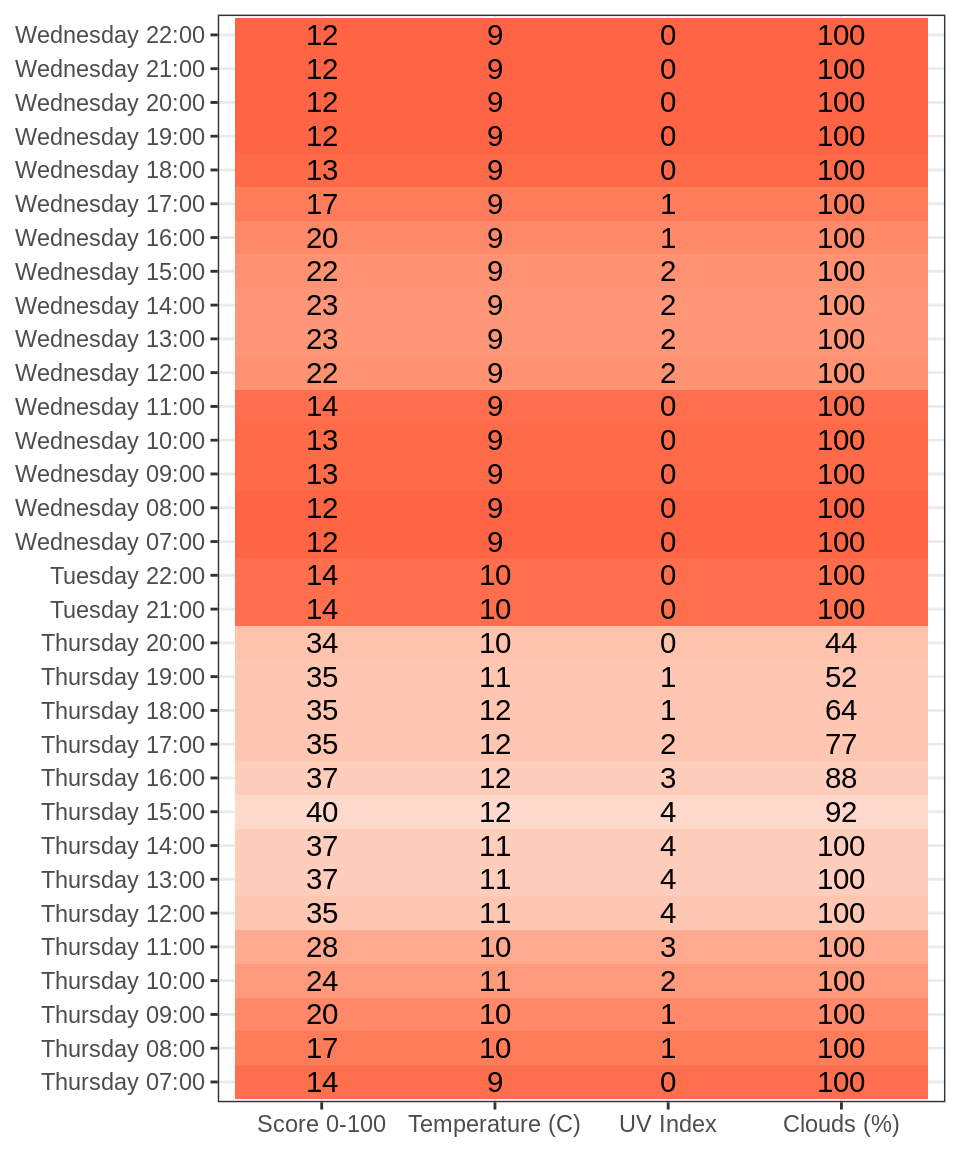 Wednesday 22:00 12 9 0 100
Wednesday 21:00 12 9 0 100
Wednesday 20:00 12 9 0 100
Wednesday 19:00 12 9 0 100
Wednesday 18:00 13 9 0 100
Wednesday 17:00 17 9 1 100
Wednesday 16:00 20 9 1 100
Wednesday 15:00 22 9 2 100
Wednesday 14:00 23 9 2 100
Wednesday 13:00 23 9 2 100
Wednesday 12:00 22 9 2 100
Wednesday 11:00 14 9 0 100
Wednesday 10:00 13 9 0 100
Wednesday 09:00 13 9 0 100
Wednesday 08:00 12 9 0 100
Wednesday 07:00 12 9 0 100
Tuesday 22:00 14 10 0 100
Tuesday 21:00 14 10 0 100
Thursday 20:00 34 10 0 44
Thursday 19:00 35 11 1 52
Thursday 18:00 35 12 1 64
Thursday 17:00 35 12 2 77
Thursday 16:00 37 12 3 88
Thursday 15:00 40 12 4 92
Thursday 14:00 37 11 4 100
Thursday 13:00 37 11 4 100
Thursday 12:00 35 11 4 100
Thursday 11:00 28 10 3 100
Thursday 10:00 24 11 2 100
Thursday 09:00 20 10 1 100
Thursday 08:00 17 10 1 100
Thursday 07:00 14 9 0 100
Score 0-100 Temperature (C) UV Index Clouds (%)